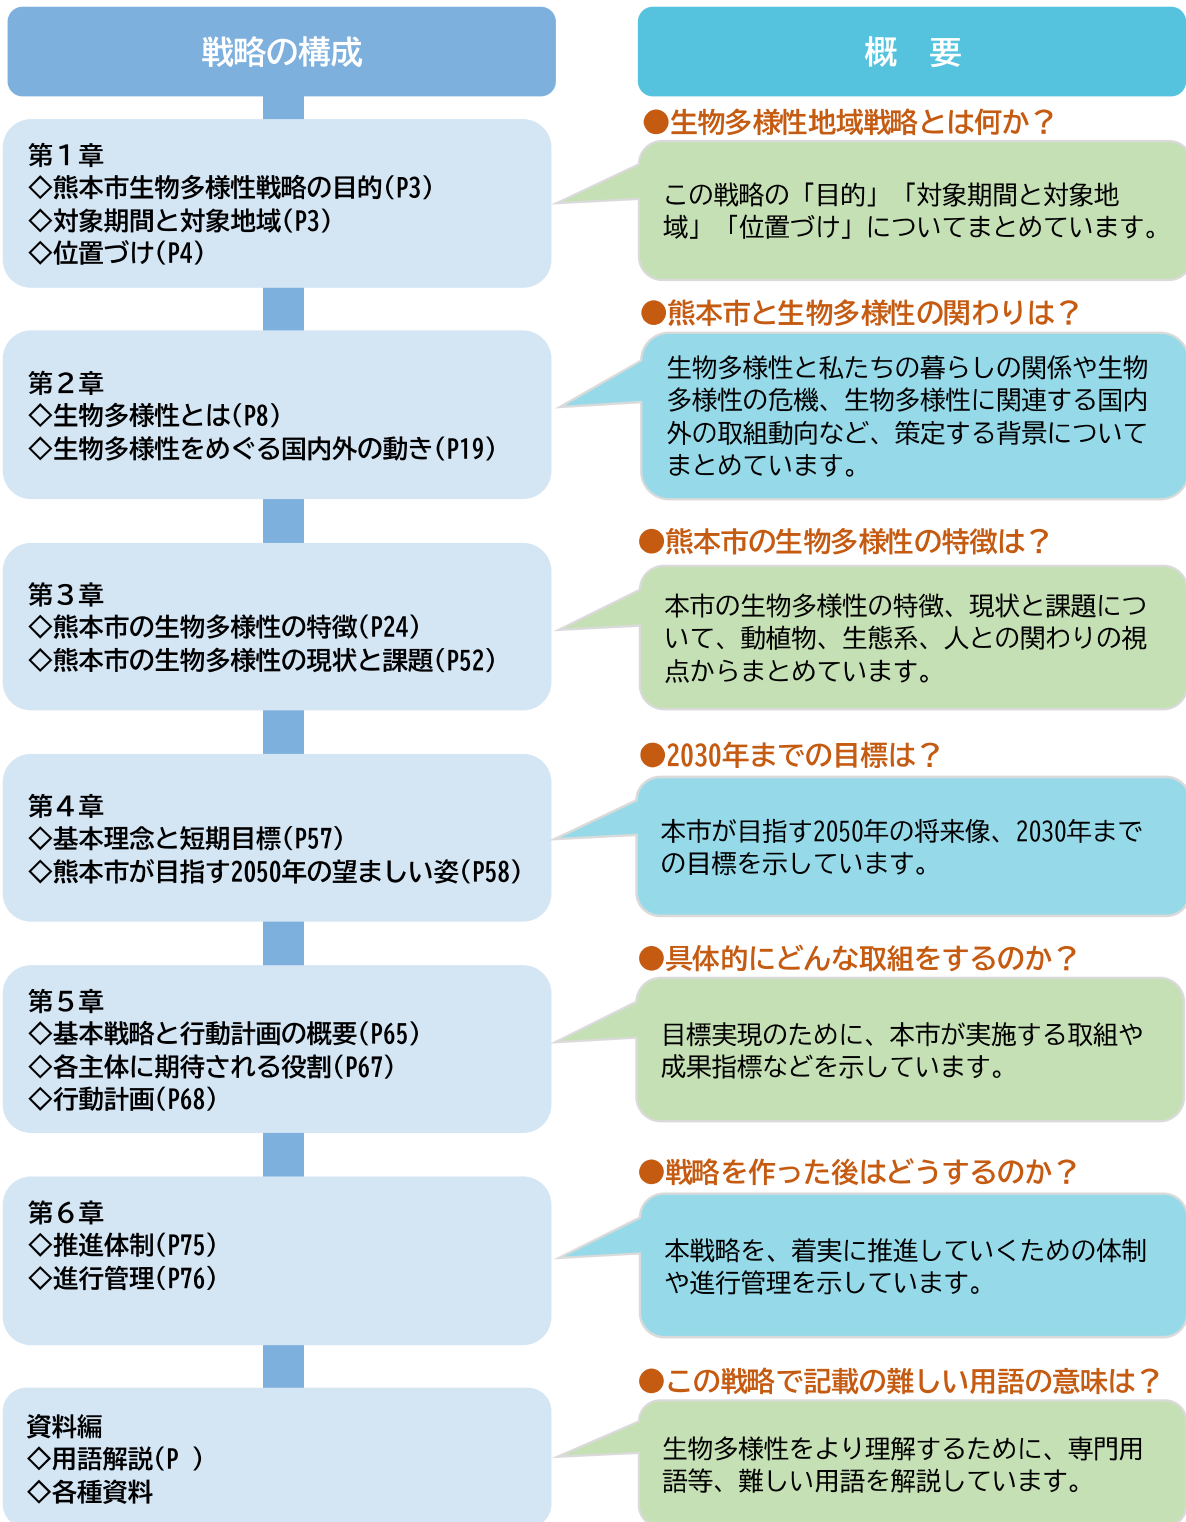 戦略の構成
概　要
第１章
◇熊本市生物多様性戦略の目的(P3)
◇対象期間と対象地域(P3)
◇位置づけ(P4)
●生物多様性地域戦略とは何か？
この戦略の「目的」「対象期間と対象地
域」「位置づけ」についてまとめています。
第２章
◇生物多様性とは(P8)
◇生物多様性をめぐる国内外の動き(P19)
●熊本市と生物多様性の関わりは？
生物多様性と私たちの暮らしの関係や生物
多様性の危機、生物多様性に関連する国内
外の取組動向など、策定する背景について
まとめています。
第３章
◇熊本市の生物多様性の特徴(P24)
◇熊本市の生物多様性の現状と課題(P52)
●熊本市の生物多様性の特徴は？
本市の生物多様性の特徴、現状と課題につ
いて、動植物、生態系、人との関わりの視
点からまとめています。
第４章
◇基本理念と短期目標(P57)
◇熊本市が目指す2050年の望ましい姿(P58)
●2030年までの目標は？
本市が目指す2050年の将来像、2030年まで
の目標を示しています。
第５章
◇基本戦略と行動計画の概要(P65)
◇各主体に期待される役割(P67)
◇行動計画(P68)
●具体的にどんな取組をするのか？
目標実現のために、本市が実施する取組や
成果指標などを示しています。
第６章
◇推進体制(P75)
◇進行管理(P76)
●戦略を作った後はどうするのか？
本戦略を、着実に推進していくための体制
や進行管理を示しています。
資料編
◇用語解説(P )
◇各種資料
●この戦略で記載の難しい用語の意味は？
生物多様性をより理解するために、専門用
語等、難しい用語を解説しています。